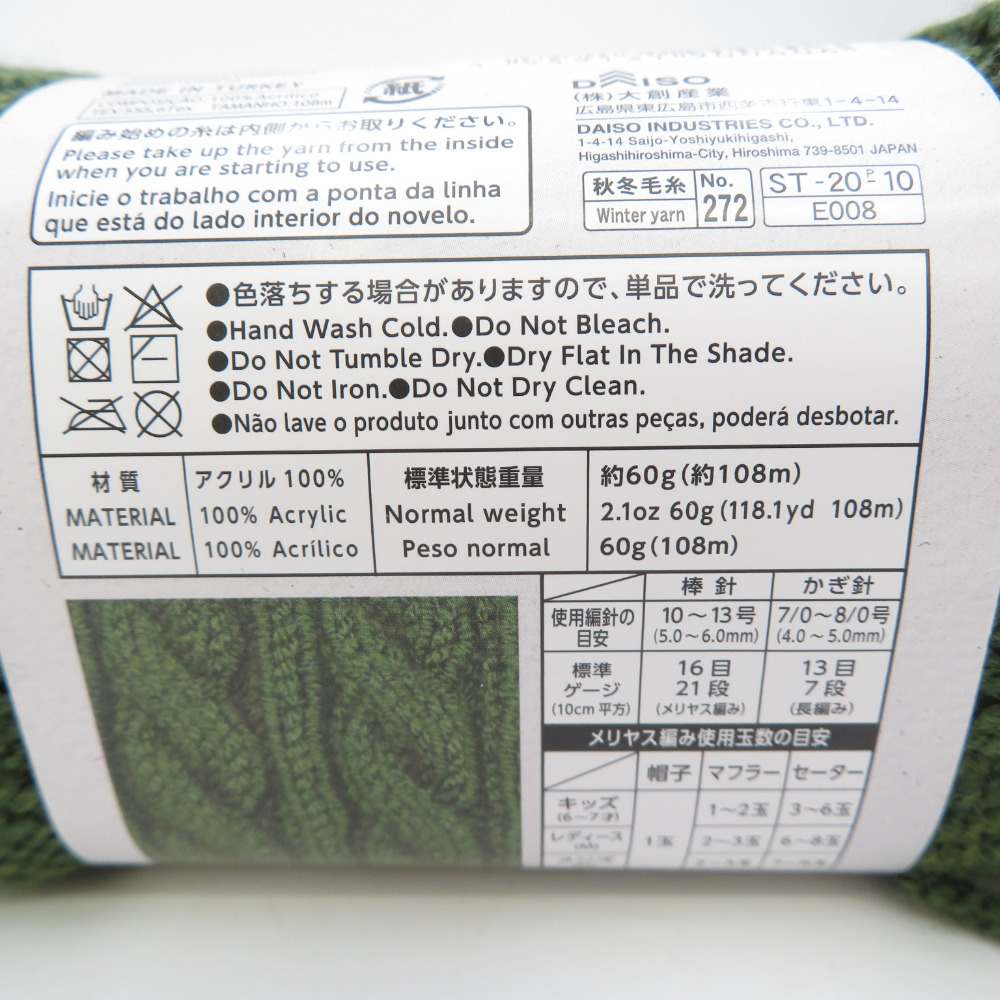 MADE IN TURKEY
COMPOSIÇÃO: 100% Acrílico
TAMANHO:108m
紙
DAISO
(株)大創産業
広島県東広島市西条吉行東1-4-14
DAISO INDUSTRIES CO., LTD.
1-4-14 Saijo-Yoshiyukihigashi,
Higashihiroshima-City, Hiroshima 739-8501 JAPAN
編み始めの糸は内側からお取りください。
Please take up the yarn from the inside
when you are starting to use.
Inicie o trabalho com a ponta da linha
que está do lado interior do novelo.
秋冬毛糸 No.
Winter yarn 272
ST-20-P10
E008
●色落ちする場合がありますので、単品で洗ってください。
●Hand Wash Cold.●Do Not Bleach.
●Do Not Tumble Dry.●Dry Flat In The Shade.
●Do Not Iron.●Do Not Dry Clean.
●Não lave o produto junto com outras peças, poderá desbotar.
材質 アクリル100% 標準状態重量 約60g(約108m)
MATERIAL 100% Acrylic Normal weight 2.1oz 60g(118.1yd 108m)
MATERIAL 100% Acrílico Peso normal 60g(108m)
棒針 かぎ針
使用編針の目安 10~13号 7/0~8/0号
(5.0~6.0mm) (4.0~5.0mm)
標準 16目 13目
ゲージ 21段 7段
(10cm平方) (メリヤス編み) (長編み)
メリヤス編み使用玉数の目安
帽子 マフラー セーター
キッズ 1~2玉 3~6玉
(6~7才)
レディース 1玉 2~3玉 6~8玉